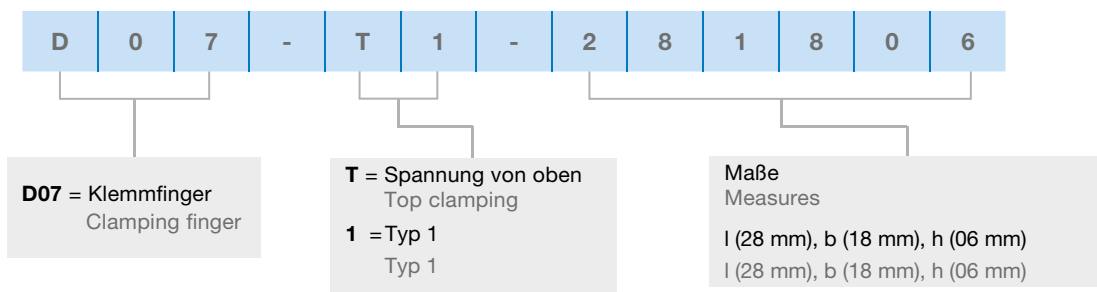 D 0 7 - T 1 - 2 8 1 8 0 6
D07 = Klemmfinger
Clamping finger
T = Spannung von oben
Top clamping
1 = Typ 1
Typ 1
Maße
Measures
l (28 mm), b (18 mm), h (06 mm)
l (28 mm), b (18 mm), h (06 mm)